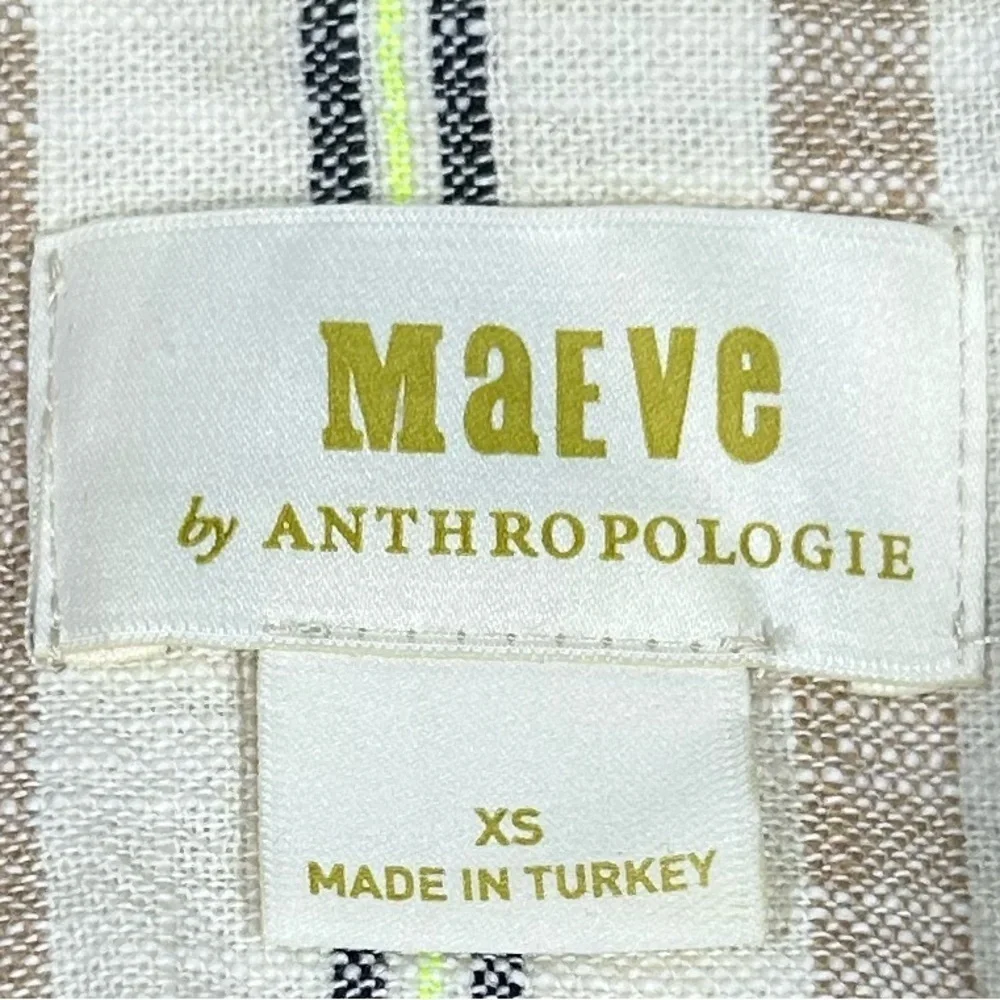 MaEVe
by ANTHROPOLOGIE
XS
MADE IN TURKEY